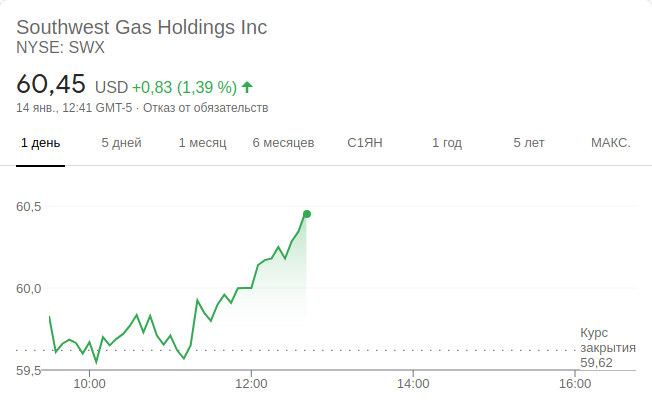 Southwest Gas Holdings Inc
NYSE: SWX
60,45 USD +0,83 (1,39 %)
14 янв., 12:41 GMT-5 · Отказ от обязательств
1 день 5 дней 1 месяц 6 месяцев С1ЯН 1 год 5 лет МАКС.
60,5
60,0
59,5
Курс
закрытия
59,62
10:00 12:00 14:00 16:00